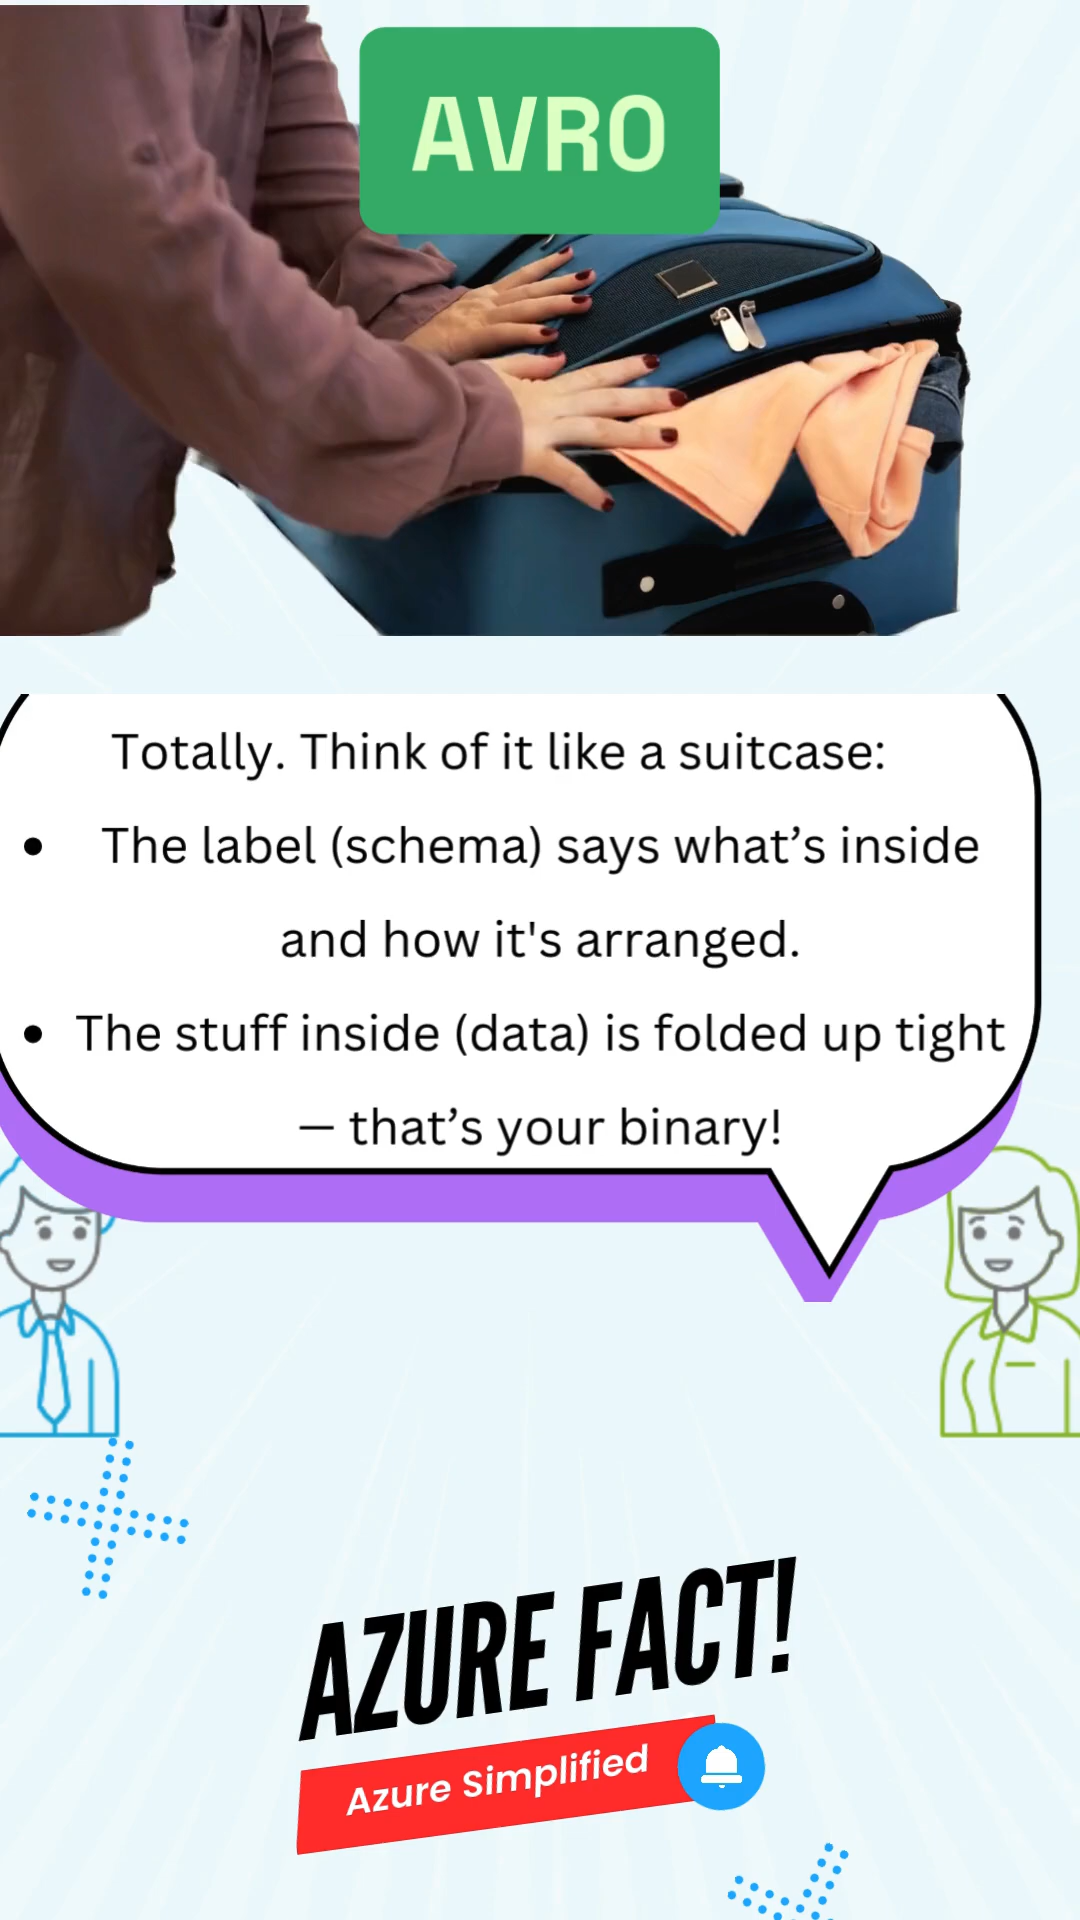 AVRO
Totally. Think of it like a suitcase:
• The label (schema) says what’s inside
and how it's arranged.
• The stuff inside (data) is folded up tight
— that’s your binary!
AZURE FACT!
Azure Simplified